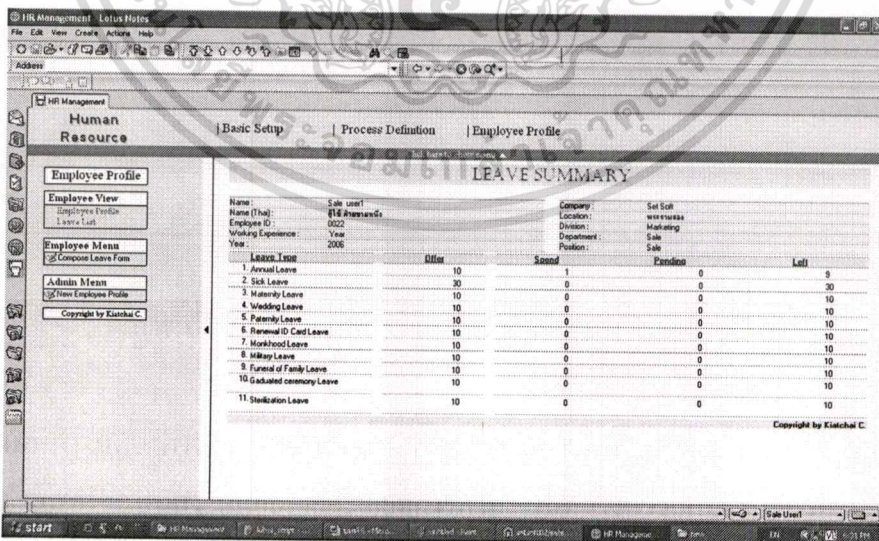 HR Management - Lotus Notes
File Edit View Create Actions Help
Address
HR Management
Human
Resource
| Basic Setup | Process Definition | Employee Profile
Employee Profile
Employee View
Employee Profile
Leave List
Employee Menu
Compose Leave Form
Admin Menu
New Employee Profile
Copyright by Kiatchai C.
LEAVE SUMMARY
Name : Sale user1
Name (Thai) :
Employee ID : 0022
Working Experience : Year
Year : 2006
Company : Set Soft
Location :
Division : Marketing
Department : Sale
Position : Sale
Leave Type Offer Spend Pending Left
1. Annual Leave 10 1 0 9
2. Sick Leave 30 0 0 30
3. Maternity Leave 10 0 0 10
4. Wedding Leave 10 0 0 10
5. Paternity Leave 10 0 0 10
6. Renewal ID Card Leave 10 0 0 10
7. Monkhood Leave 10 0 0 10
8. Military Leave 10 0 0 10
9. Funeral of Family Leave 10 0 0 10
10. Gaduated ceremony Leave 10 0 0 10
11. Sterilization Leave 10 0 0 10
Copyright by Kiatchai C.
Sale User1
start HR Management HR Manageme... EN 6:31 PM